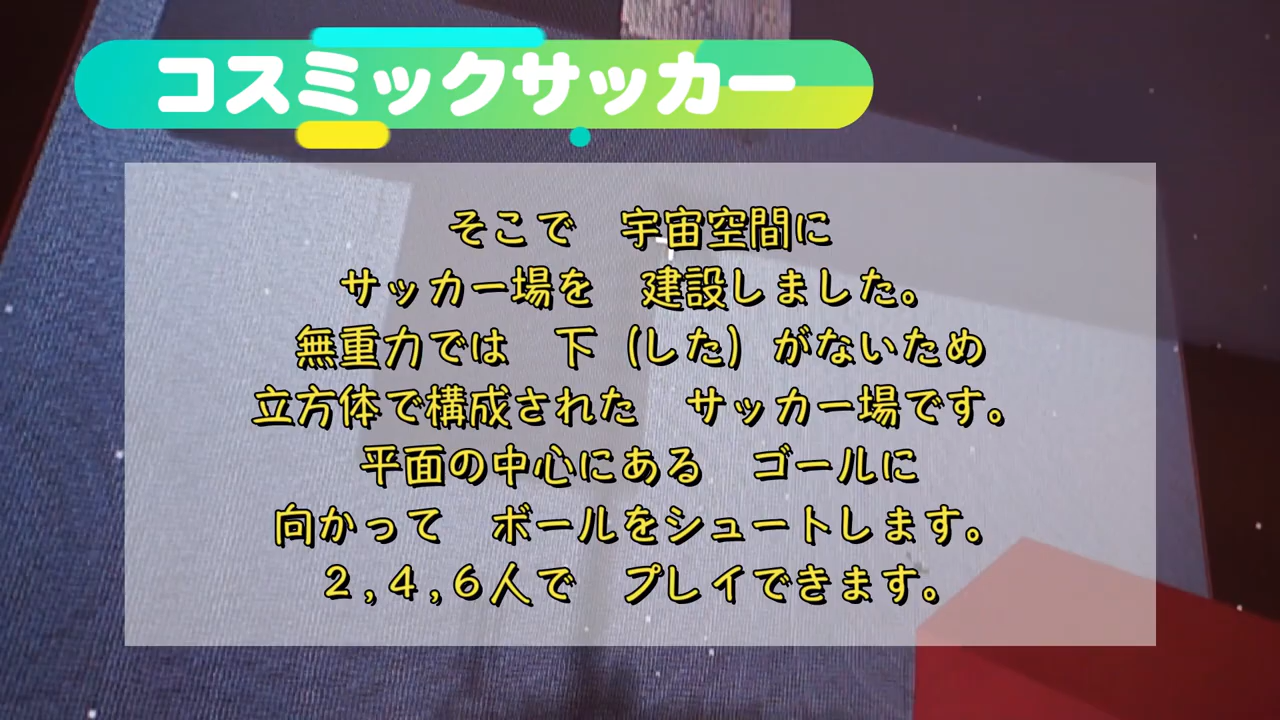 コスミックサッカー
そこで　宇宙空間に
サッカー場を　建設しました。
無重力では　下（した）がないため
立方体で構成された　サッカー場です。
平面の中心にある　ゴールに
向かって　ボールをシュートします。
２,４,６人で　プレイできます。